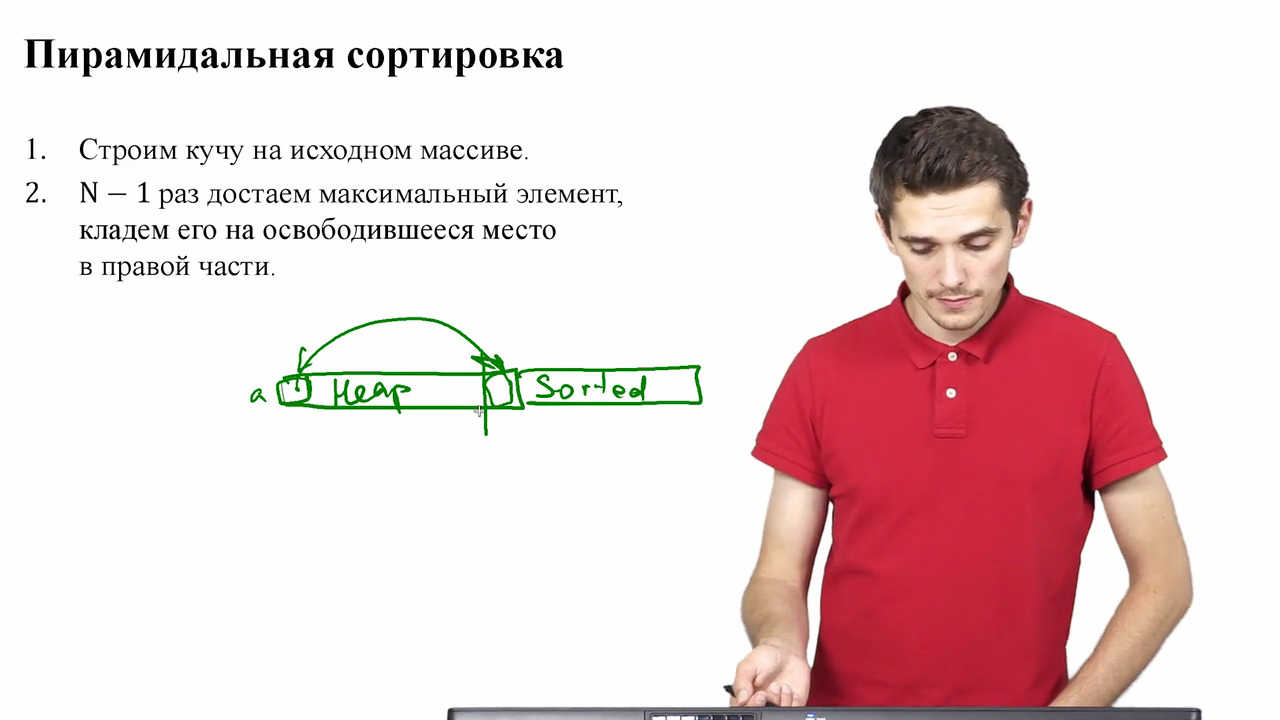 Пирамидальная сортировка
1. Строим кучу на исходном массиве.
2. N − 1 раз достаем максимальный элемент,
кладем его на освободившееся место
в правой части.
a Heap Sorted